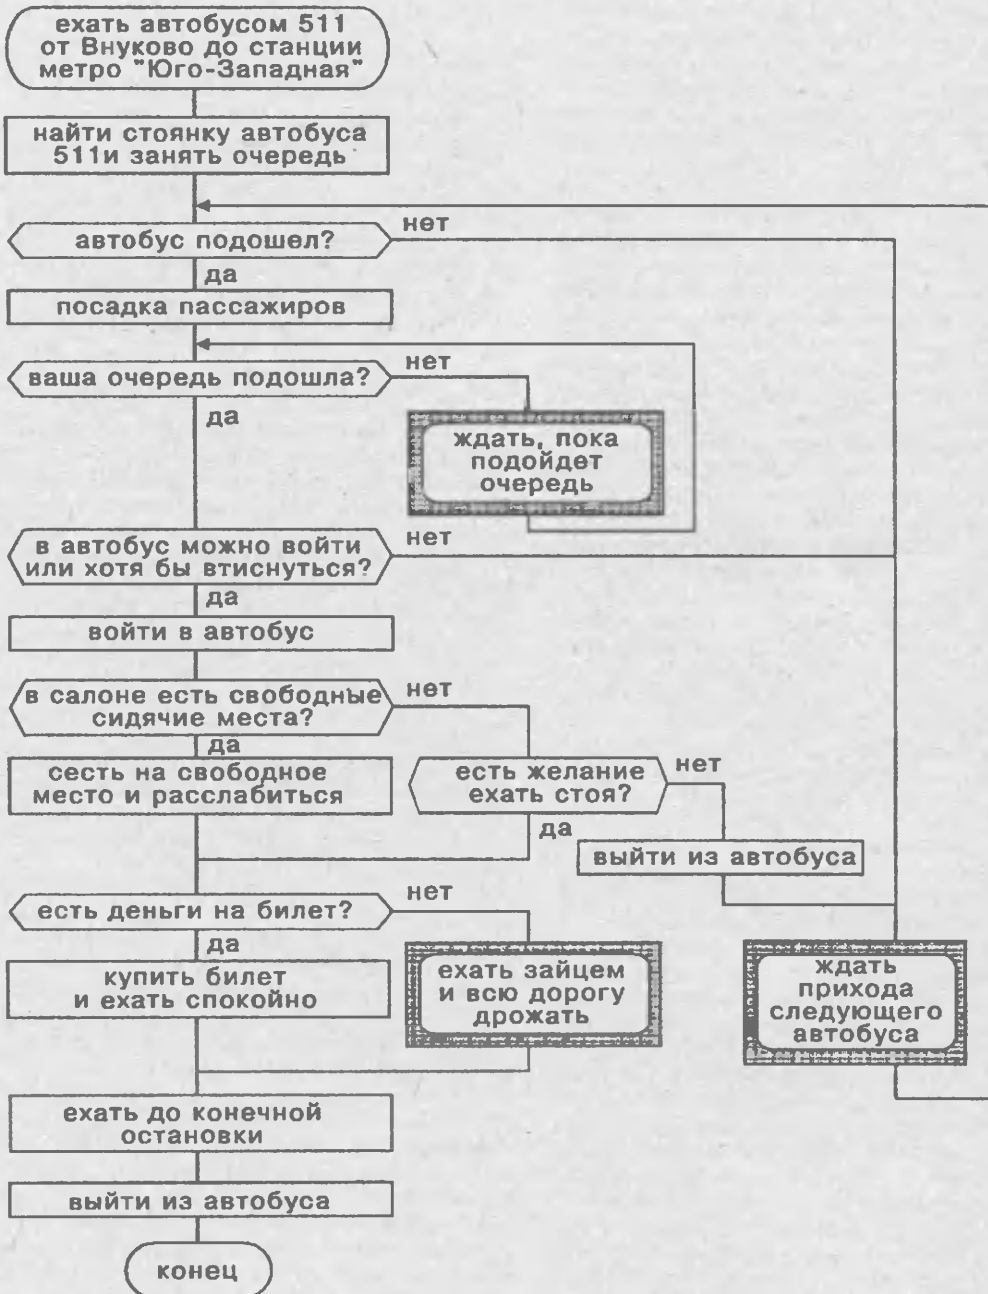 ехать автобусом 511
от Внуково до станции
метро "Юго-Западная"
найти стоянку автобуса
511и занять очередь
автобус подошел?
нет
да
посадка пассажиров
ваша очередь подошла?
нет
да
ждать, пока
подойдет
очередь
в автобус можно войти
или хотя бы втиснуться?
нет
да
войти в автобус
в салоне есть свободные
сидячие места?
нет
да
сесть на свободное
место и расслабиться
есть желание
ехать стоя?
нет
да
выйти из автобуса
есть деньги на билет?
нет
да
купить билет
и ехать спокойно
ехать зайцем
и всю дорогу
дрожать
ждать
прихода
следующего
автобуса
ехать до конечной
остановки
выйти из автобуса
конец